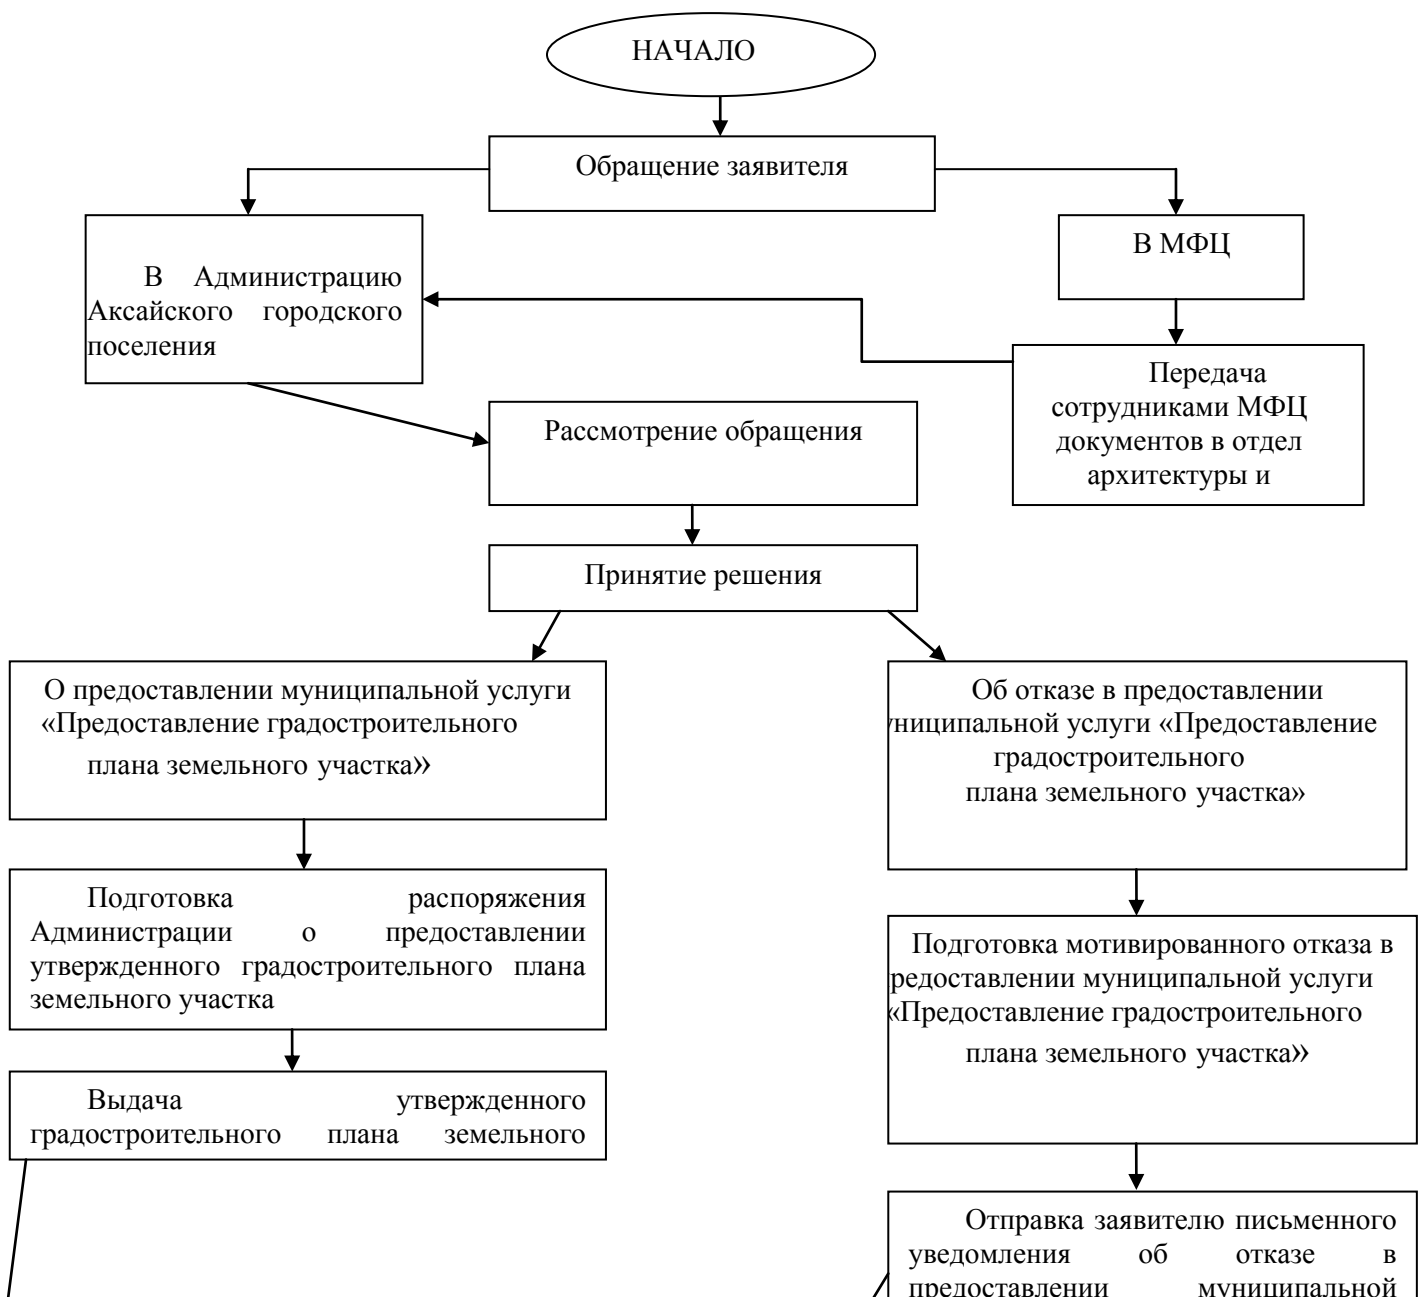 НАЧАЛО
Обращение заявителя
В Администрацию
Аксайского городского
поселения
В МФЦ
Передача
сотрудниками МФЦ
документов в отдел
архитектуры и
Рассмотрение обращения
Принятие решения
О предоставлении муниципальной услуги
«Предоставление градостроительного
плана земельного участка»
Об отказе в предоставлении
униципальной услуги «Предоставление
градостроительного
плана земельного участка»
Подготовка распоряжения
Администрации о предоставлении
утвержденного градостроительного плана
земельного участка
Подготовка мотивированного отказа в
редоставлении муниципальной услуги
«Предоставление градостроительного
плана земельного участка»
Выдача утвержденного
градостроительного плана земельного
Отправка заявителю письменного
уведомления об отказе в
предоставлении муниципальной